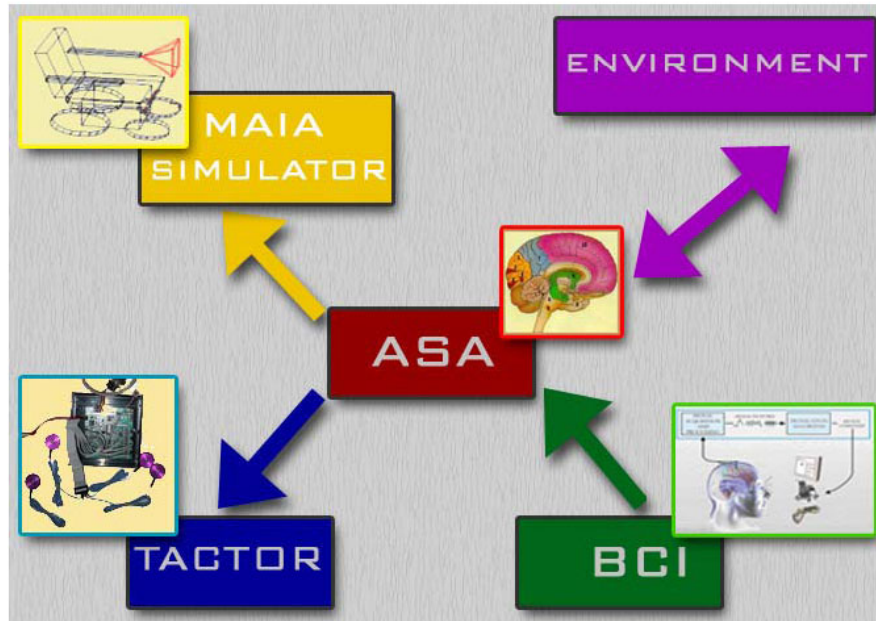 ENVIRONMENT
MAIA
SIMULATOR
ASA
TACTOR
BCI